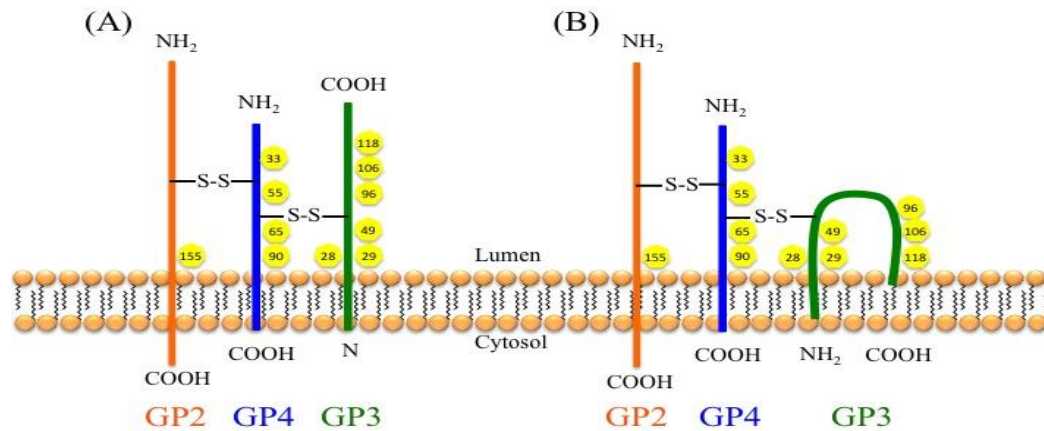 (A)
NH2
COOH
NH2
118
33
106
S-S
55
96
S-S
65
49
155
90
28
29
COOH
COOH
N
GP2
GP4
GP3
Lumen
Cytosol
(B)
NH2
NH2
33
S-S
55
S-S
96
65
49
106
155
90
28
29
118
COOH
COOH
NH2
COOH
GP2
GP4
GP3